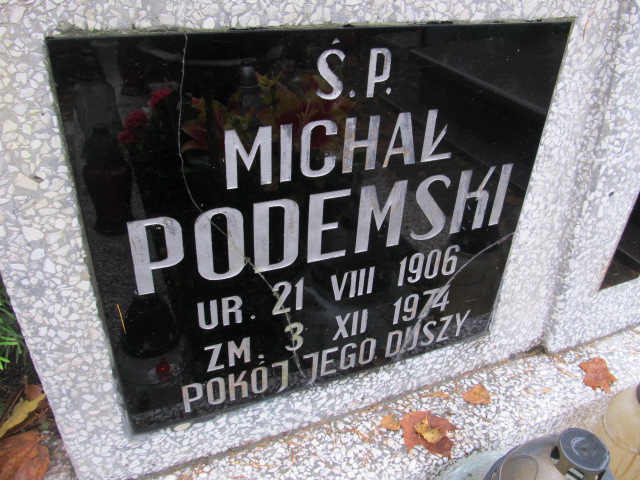 Ś.P.
MICHAŁ
PODEMSKI
UR. 21 VIII 1906
ZM. 3 XII 1974
POKÓJ JEGO DUSZY